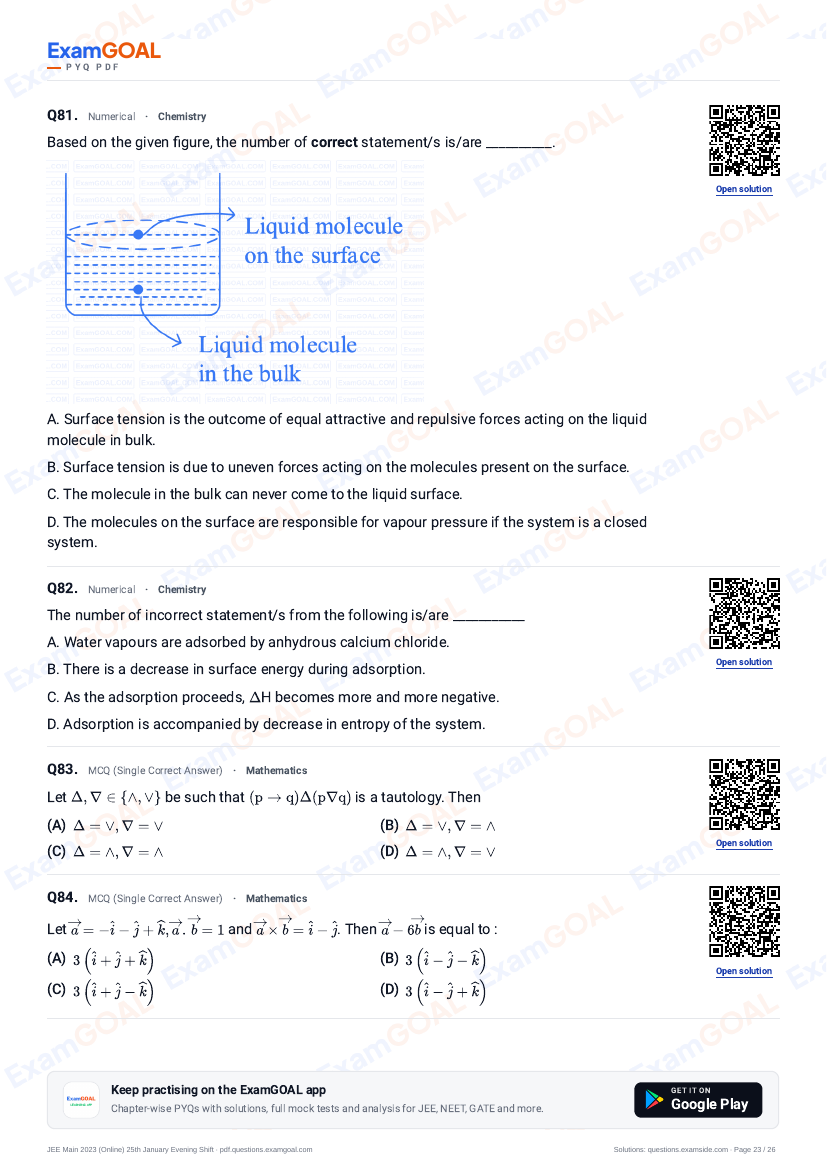 ExamGOAL
PYQ PDF
Q81. Numerical · Chemistry
Based on the given figure, the number of correct statement/s is/are __________.
Open solution
Liquid molecule
on the surface
Liquid molecule
in the bulk
A. Surface tension is the outcome of equal attractive and repulsive forces acting on the liquid
molecule in bulk.
B. Surface tension is due to uneven forces acting on the molecules present on the surface.
C. The molecule in the bulk can never come to the liquid surface.
D. The molecules on the surface are responsible for vapour pressure if the system is a closed
system.
Q82. Numerical · Chemistry
The number of incorrect statement/s from the following is/are ___________
Open solution
A. Water vapours are adsorbed by anhydrous calcium chloride.
B. There is a decrease in surface energy during adsorption.
C. As the adsorption proceeds, ΔH becomes more and more negative.
D. Adsorption is accompanied by decrease in entropy of the system.
Q83. MCQ (Single Correct Answer) · Mathematics
Let Δ, ∇ ∈ {∧, ∨} be such that (p → q)Δ(p∇q) is a tautology. Then
(A) Δ = ∨, ∇ = ∨ (B) Δ = ∨, ∇ = ∧
(C) Δ = ∧, ∇ = ∧ (D) Δ = ∧, ∇ = ∨
Open solution
Q84. MCQ (Single Correct Answer) · Mathematics
Let a⃗ = −î − ĵ + k̂, a⃗ . b⃗ = 1 and a⃗ × b⃗ = î − ĵ. Then a⃗ − 6b⃗ is equal to :
(A) 3 (î + ĵ + k̂) (B) 3 (î − ĵ − k̂)
(C) 3 (î + ĵ − k̂) (D) 3 (î − ĵ + k̂)
Open solution
Keep practising on the ExamGOAL app
Chapter-wise PYQs with solutions, full mock tests and analysis for JEE, NEET, GATE and more.
GET IT ON
Google Play
JEE Main 2023 (Online) 25th January Evening Shift · pdf.questions.examgoal.com
Solutions: questions.examside.com · Page 23 / 26